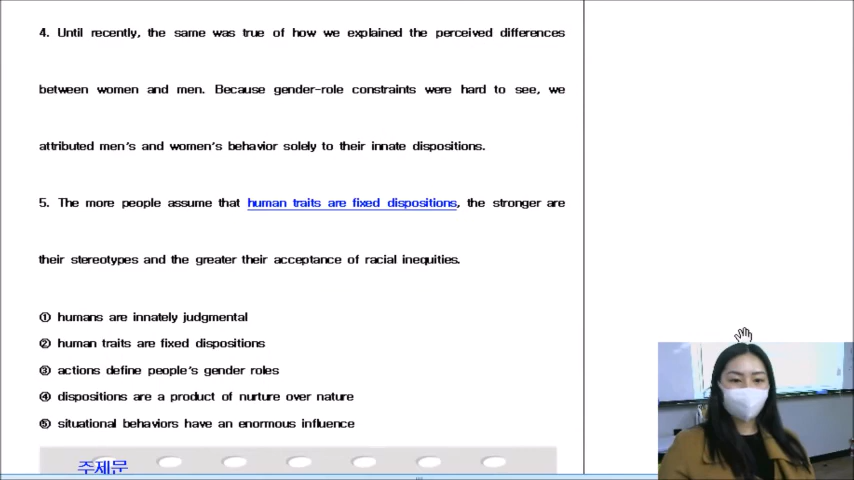 4. Until recently, the same was true of how we explained the perceived differences
between women and men. Because gender-role constraints were hard to see, we
attributed men's and women's behavior solely to their innate dispositions.
5. The more people assume that human traits are fixed dispositions, the stronger are
their stereotypes and the greater their acceptance of racial inequities.
① humans are innately judgmental
② human traits are fixed dispositions
③ actions define people's gender roles
④ dispositions are a product of nurture over nature
⑤ situational behaviors have an enormous influence
주제문